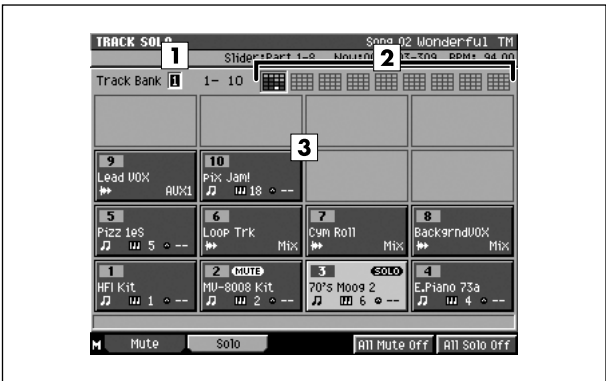 TRACK SOLO Song 02 Wonderful TM
1 2
Slider:Part 1-8 BPM: 94.00
Track Bank 1 1- 10
3
9 10
Lead VOX Pix Jam!
AUX1 18 --
5 6 7 8
Pizz 1eS Loop Trk Cym Roll BackgrndVOX
5 -- Mix Mix Mix
1 2 MUTE 3 SOLO 4
HFI Kit MV-8008 Kit 70's Moog 2 E.Piano 73a
1 -- 2 -- 6 -- 4 --
M Mute Solo All Mute Off All Solo Off